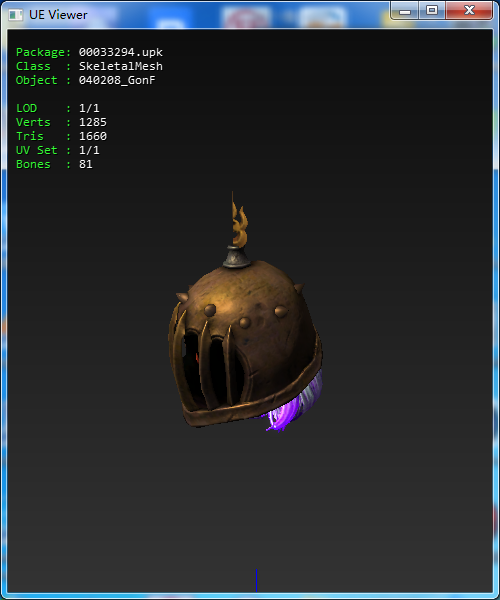 UE Viewer
Package: 00033294.upk
Class : SkeletalMesh
Object : 040208_GonF
LOD : 1/1
Verts : 1285
Tris : 1660
UV Set : 1/1
Bones : 81